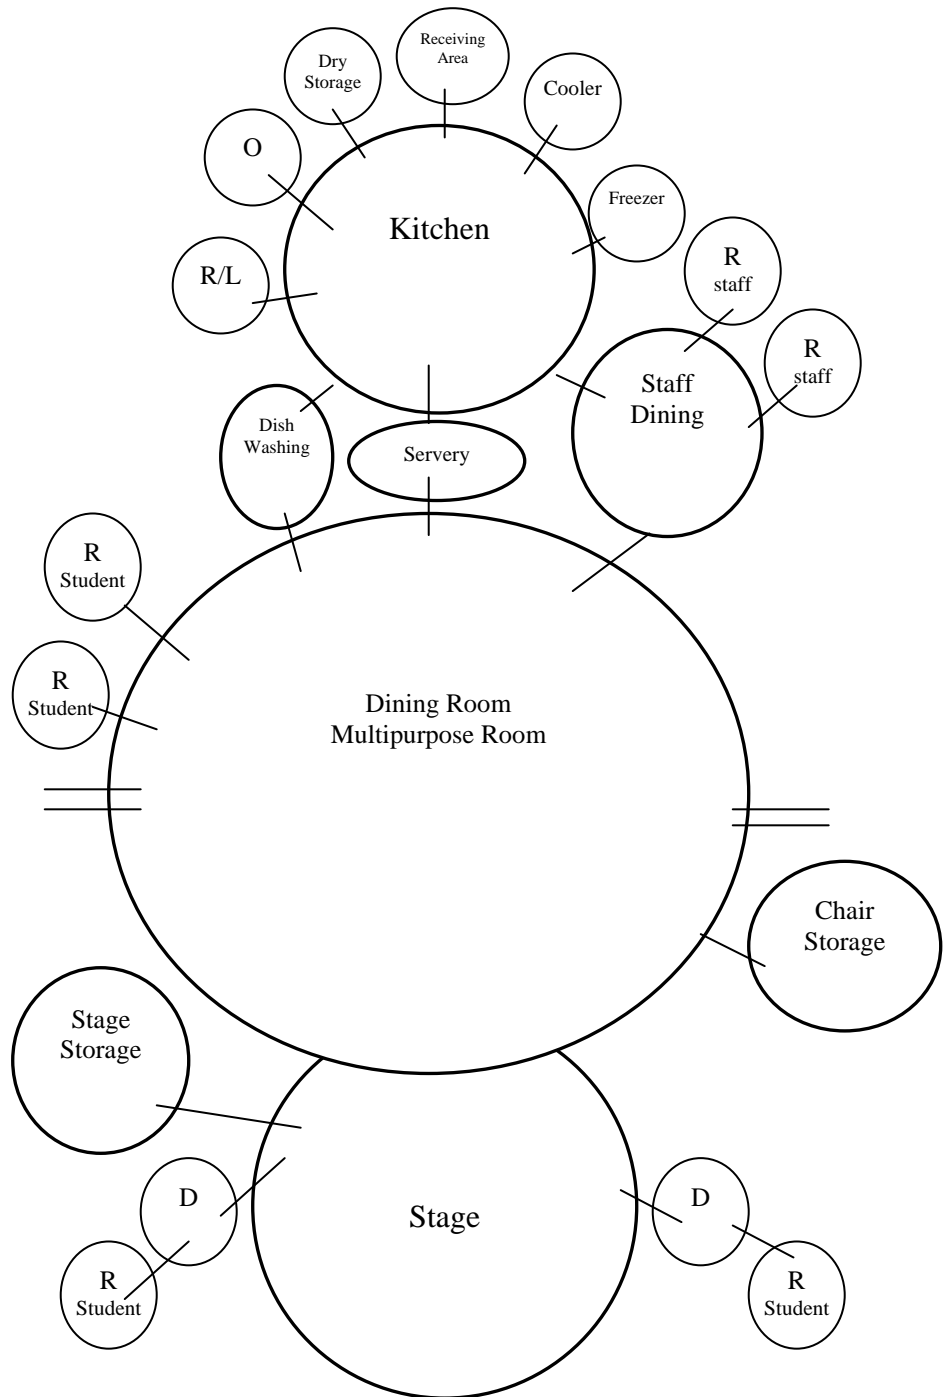 Receiving
Area
Dry
Storage
Cooler
O
Kitchen
Freezer
R/L
R
staff
R
staff
Staff
Dining
Dish
Washing
Servery
R
Student
R
Student
Dining Room
Multipurpose Room
Chair
Storage
Stage
Storage
D
Stage
D
R
Student
R
Student